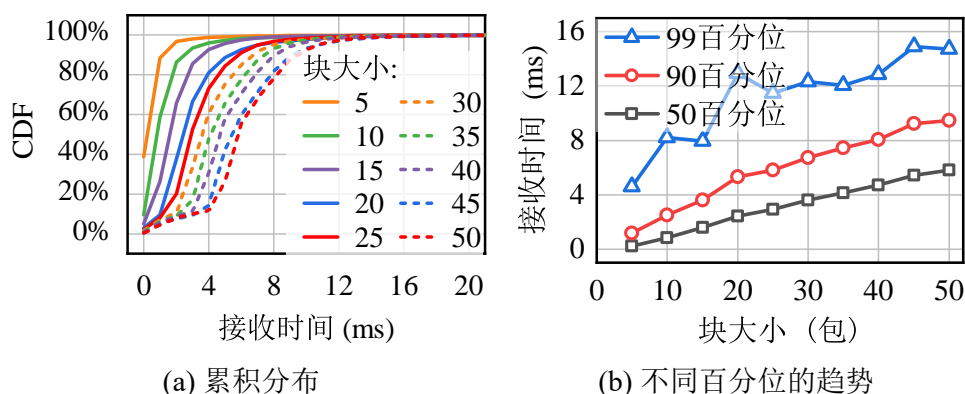 100%
80%
60%
40%
20%
0%
CDF
块大小:
5 30
10 35
15 40
20 45
25 50
0 4 8 12 16 20
接收时间 (ms)
(a) 累积分布
16
12
8
4
0
接收时间 (ms)
99百分位
90百分位
50百分位
0 10 20 30 40 50
块大小（包）
(b) 不同百分位的趋势